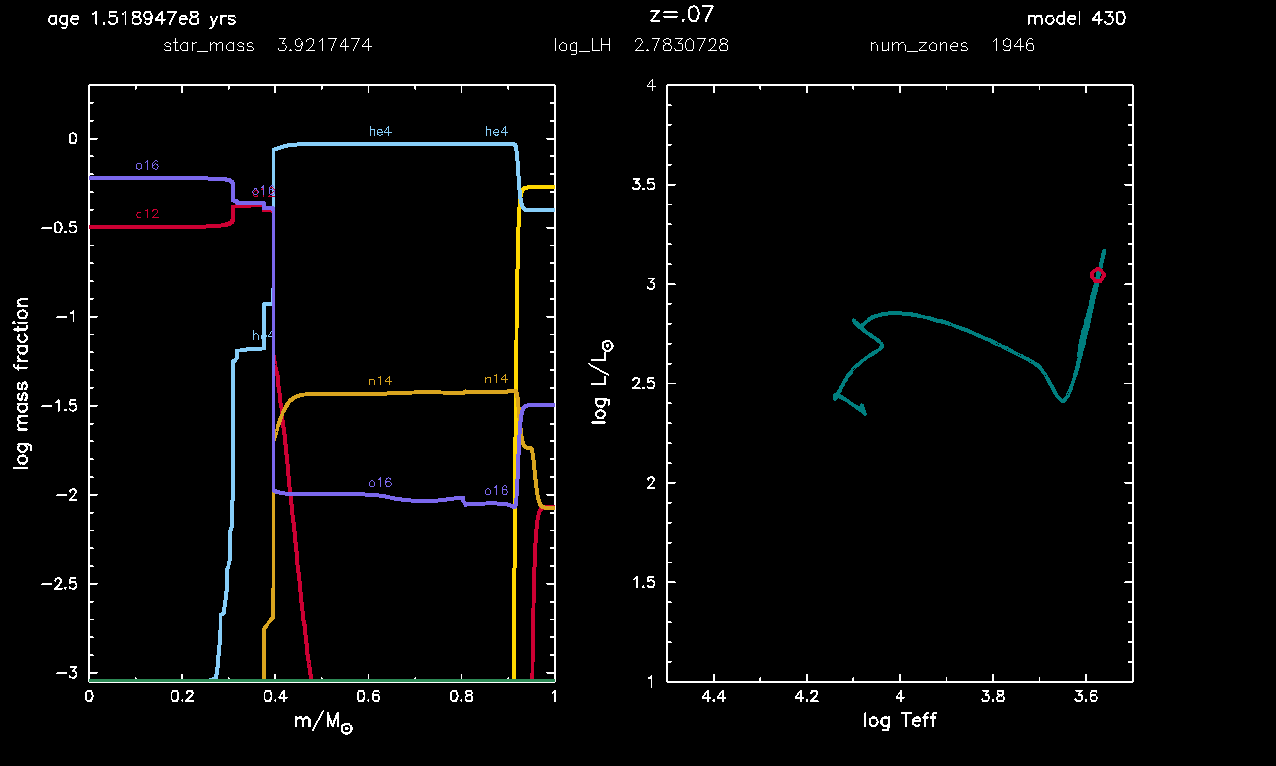 age 1.518947e8 yrs
z=.07
model 430
star_mass 3.9217474
log_LH 2.7830728
num_zones 1946
log mass fraction
0
−0.5
−1
−1.5
−2
−2.5
−3
o16
c12
o16
he4
he4
he4
n14
n14
o16
o16
0 0.2 0.4 0.6 0.8 1
m/M☉
log L/L☉
4
3.5
3
2.5
2
1.5
1
4.4 4.2 4 3.8 3.6
log Teff